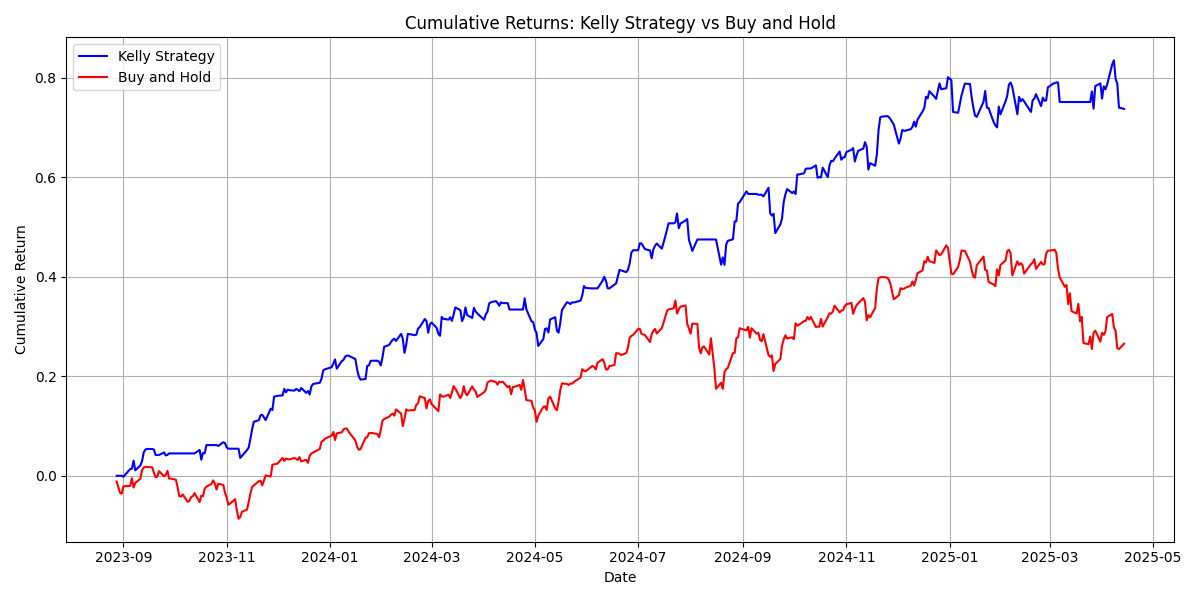 Cumulative Returns: Kelly Strategy vs Buy and Hold
Kelly Strategy
Buy and Hold
Cumulative Return
0.8
0.6
0.4
0.2
0.0
2023-09 2023-11 2024-01 2024-03 2024-05 2024-07 2024-09 2024-11 2025-01 2025-03 2025-05
Date